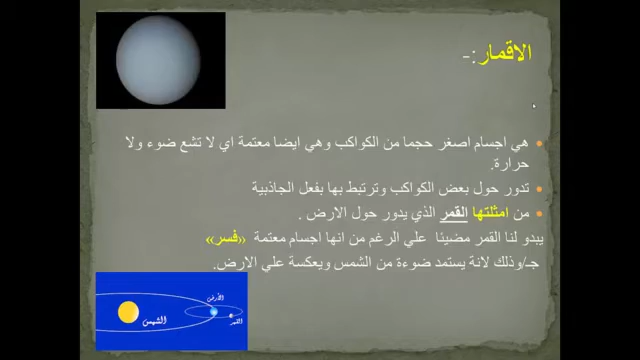 الاقمار:-
هي اجسام اصغر حجما من الكواكب وهي ايضا معتمة اي لا تشع ضوء ولا
حرارة.
تدور حول بعض الكواكب وترتبط بها بفعل الجاذبية
من امثلتها القمر الذي يدور حول الارض .
يبدو لنا القمر مضيئا علي الرغم من انها اجسام معتمة «فسر»
جـ/وذلك لانة يستمد ضوءة من الشمس ويعكسة علي الارض.
الأرض
القمر
الشمس